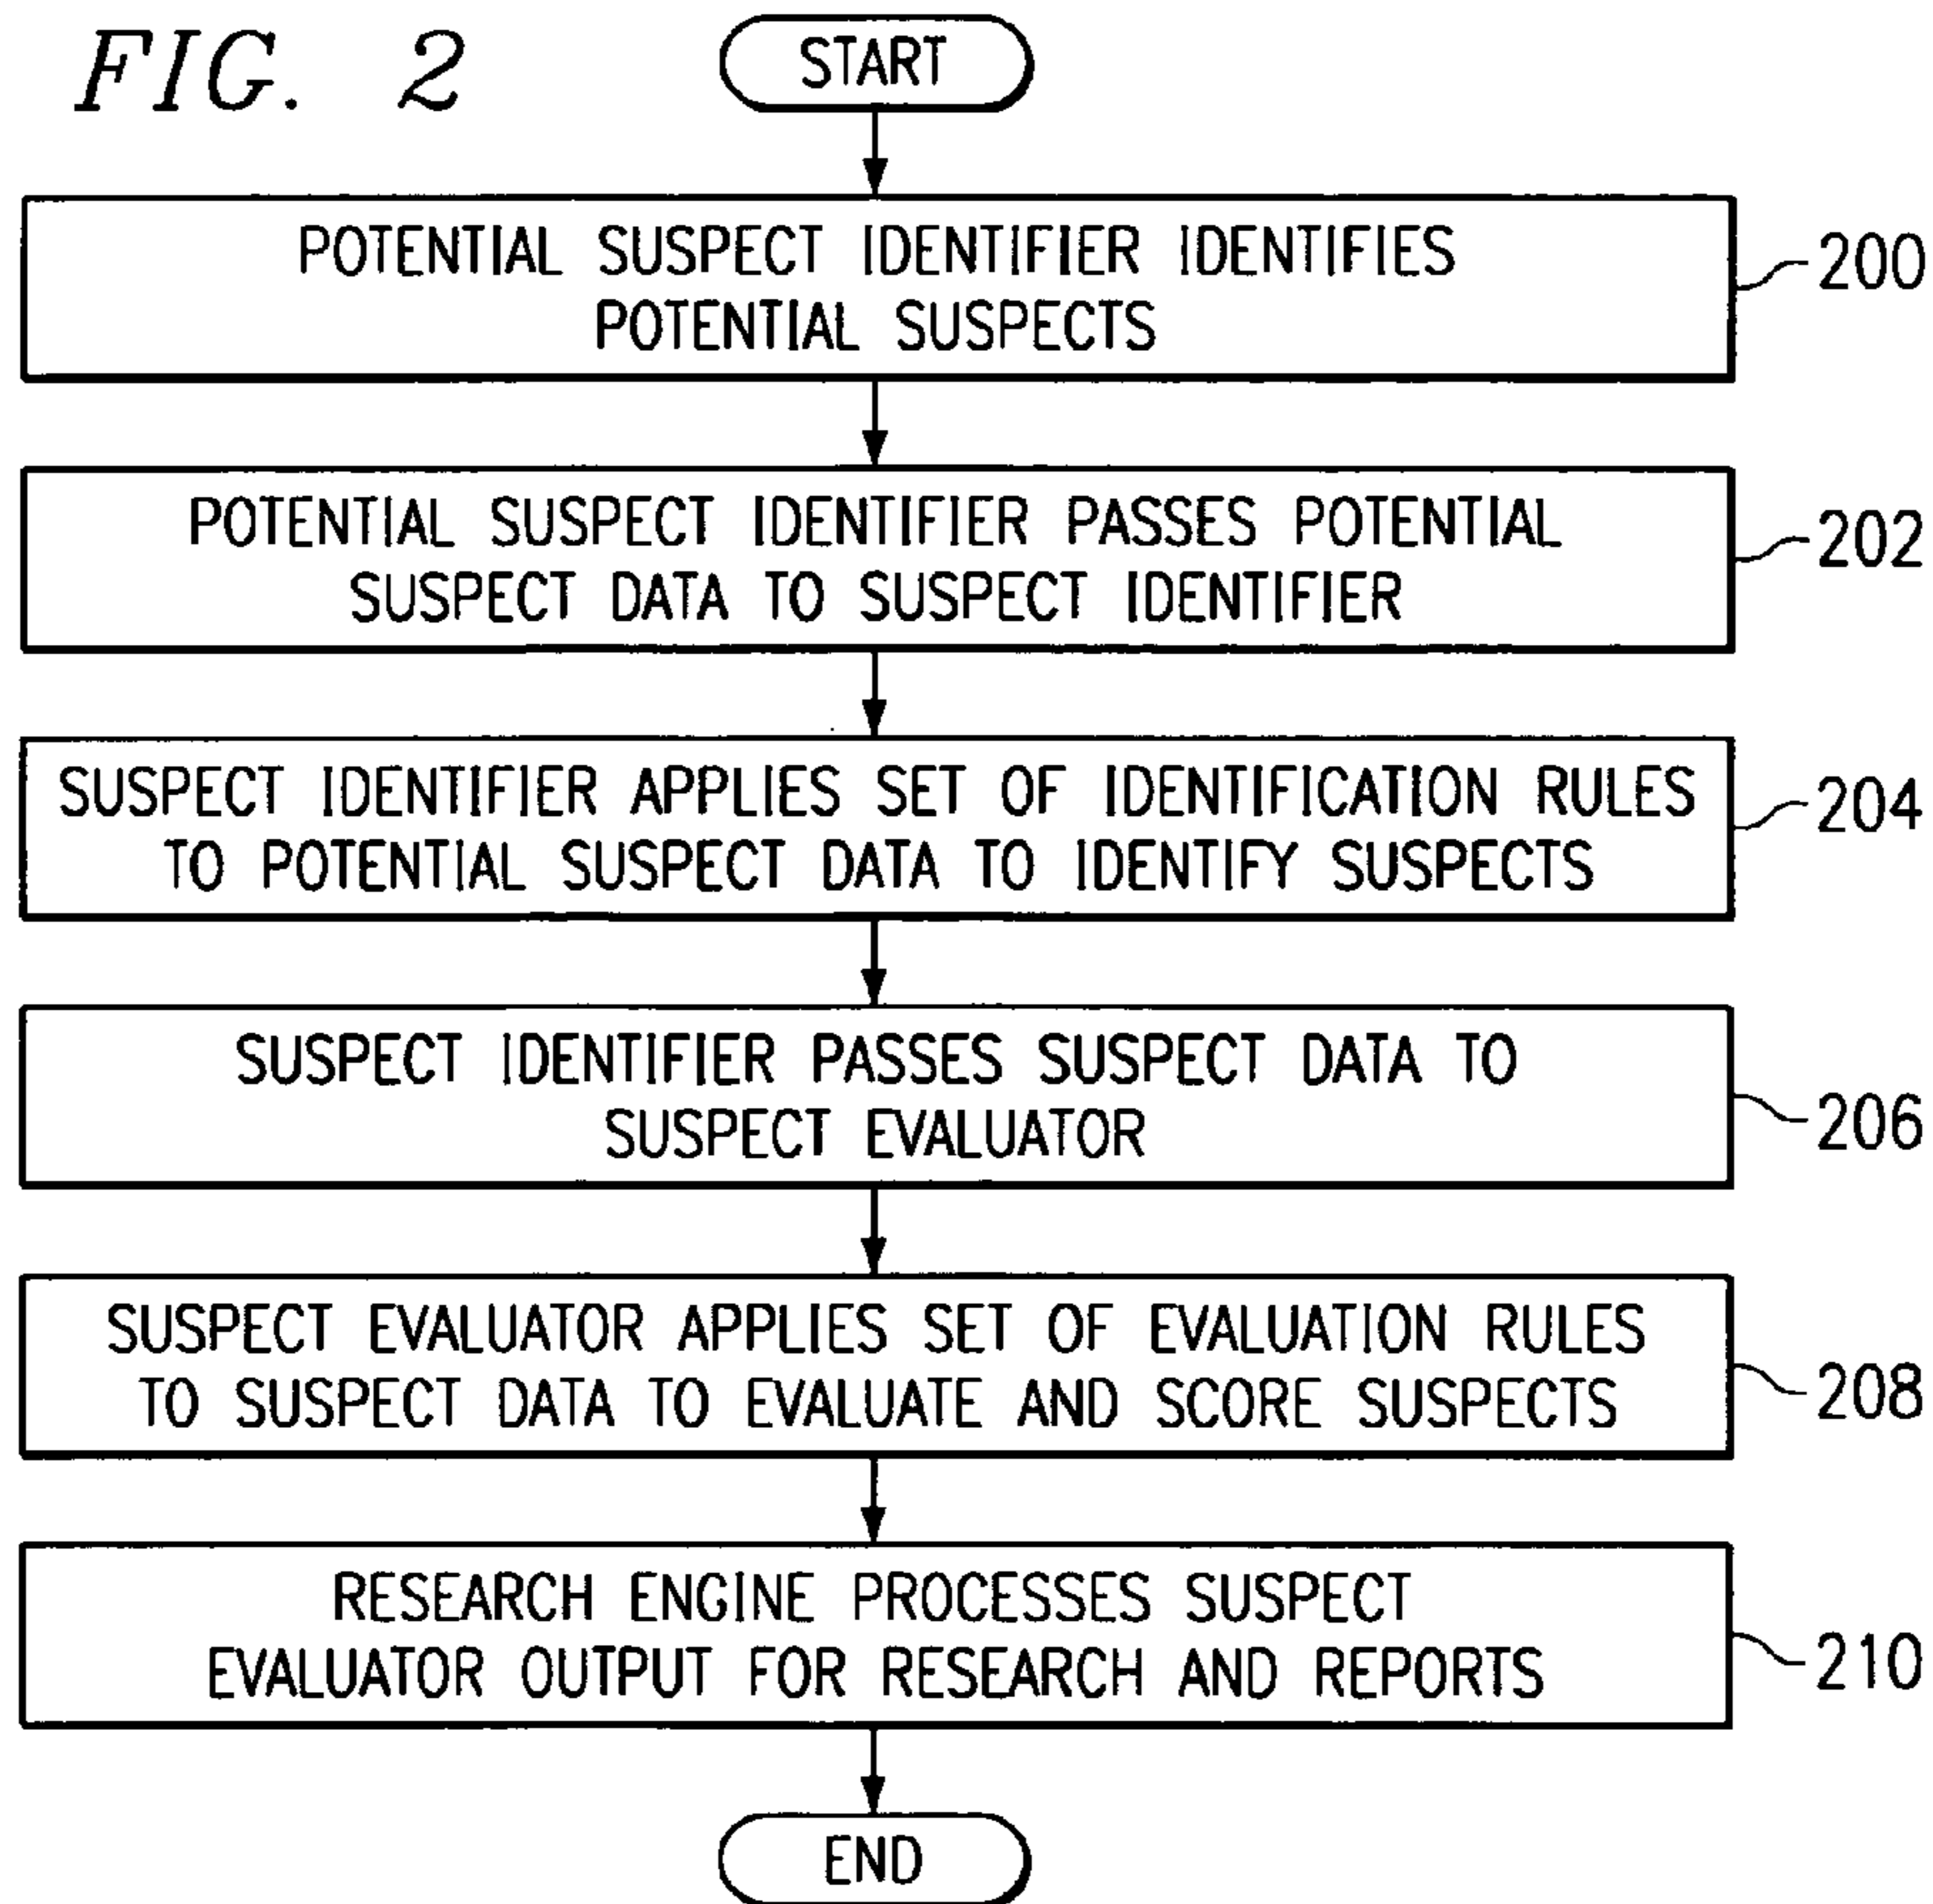 FIG. 2
START
POTENTIAL SUSPECT IDENTIFIER IDENTIFIES
POTENTIAL SUSPECTS
200
POTENTIAL SUSPECT IDENTIFIER PASSES POTENTIAL
SUSPECT DATA TO SUSPECT IDENTIFIER
202
SUSPECT IDENTIFIER APPLIES SET OF IDENTIFICATION RULES
TO POTENTIAL SUSPECT DATA TO IDENTIFY SUSPECTS
204
SUSPECT IDENTIFIER PASSES SUSPECT DATA TO
SUSPECT EVALUATOR
206
SUSPECT EVALUATOR APPLIES SET OF EVALUATION RULES
TO SUSPECT DATA TO EVALUATE AND SCORE SUSPECTS
208
RESEARCH ENGINE PROCESSES SUSPECT
EVALUATOR OUTPUT FOR RESEARCH AND REPORTS
210
END